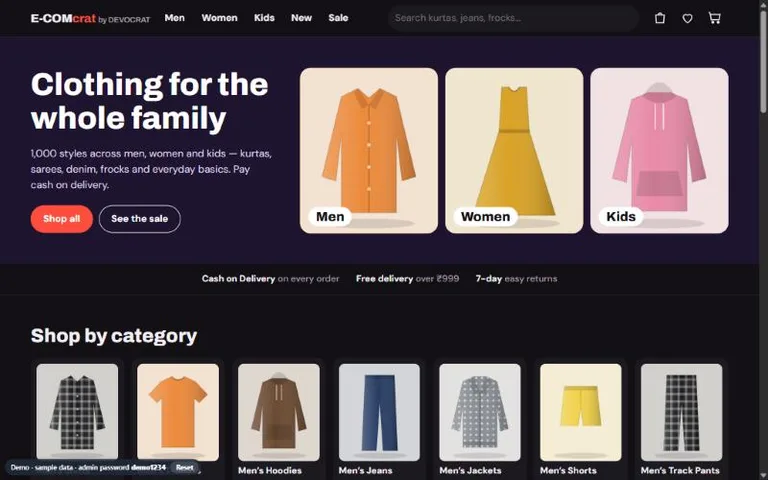 E-COMcrat by DEVOCRAT Men Women Kids New Sale Search kurtas, jeans, frocks...
Clothing for the
whole family
1,000 styles across men, women and kids — kurtas,
sarees, denim, frocks and everyday basics. Pay
cash on delivery.
Shop all See the sale
Men Women Kids
Cash on Delivery on every order Free delivery over ₹999 7-day easy returns
Shop by category
Men's Hoodies Men's Jeans Men's Jackets Men's Shorts Men's Track Pants
Demo · sample data · admin password demo1234 Reset